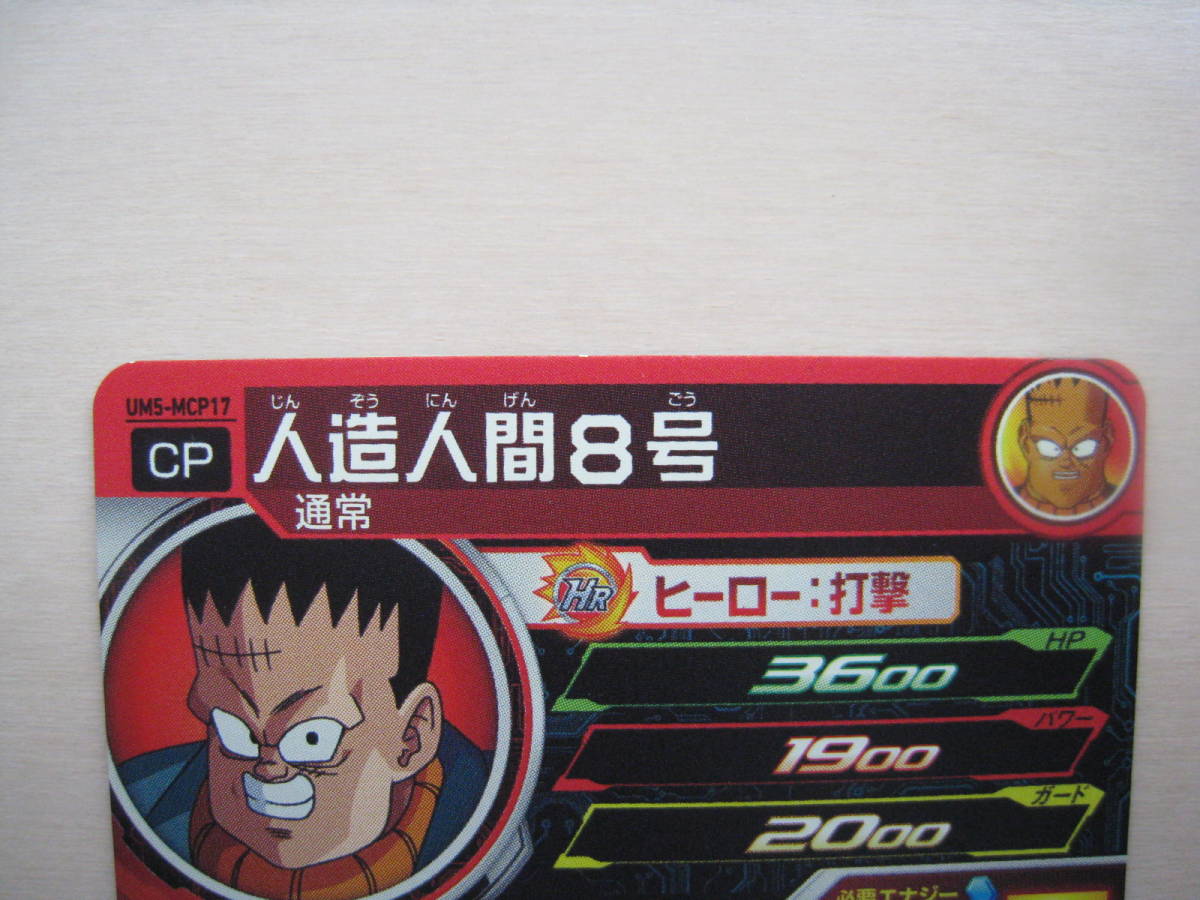 UM5-MCP17
CP
じん ぞう にん げん ごう
人造人間8号
通常
HR
ヒーロー：打撃
HP
3600
パワー
1900
ガード
2000
必要エナジー